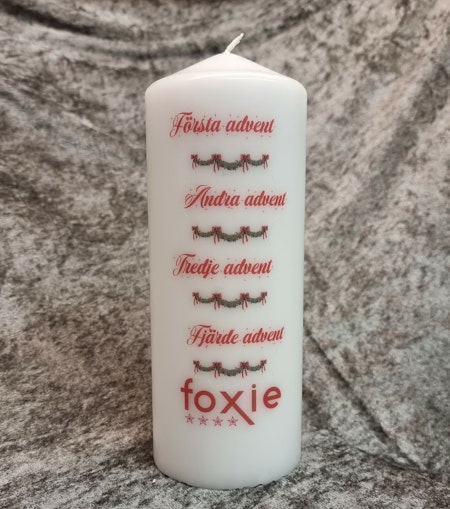 Första advent
Andra advent
Tredje advent
Fjärde advent
foxie